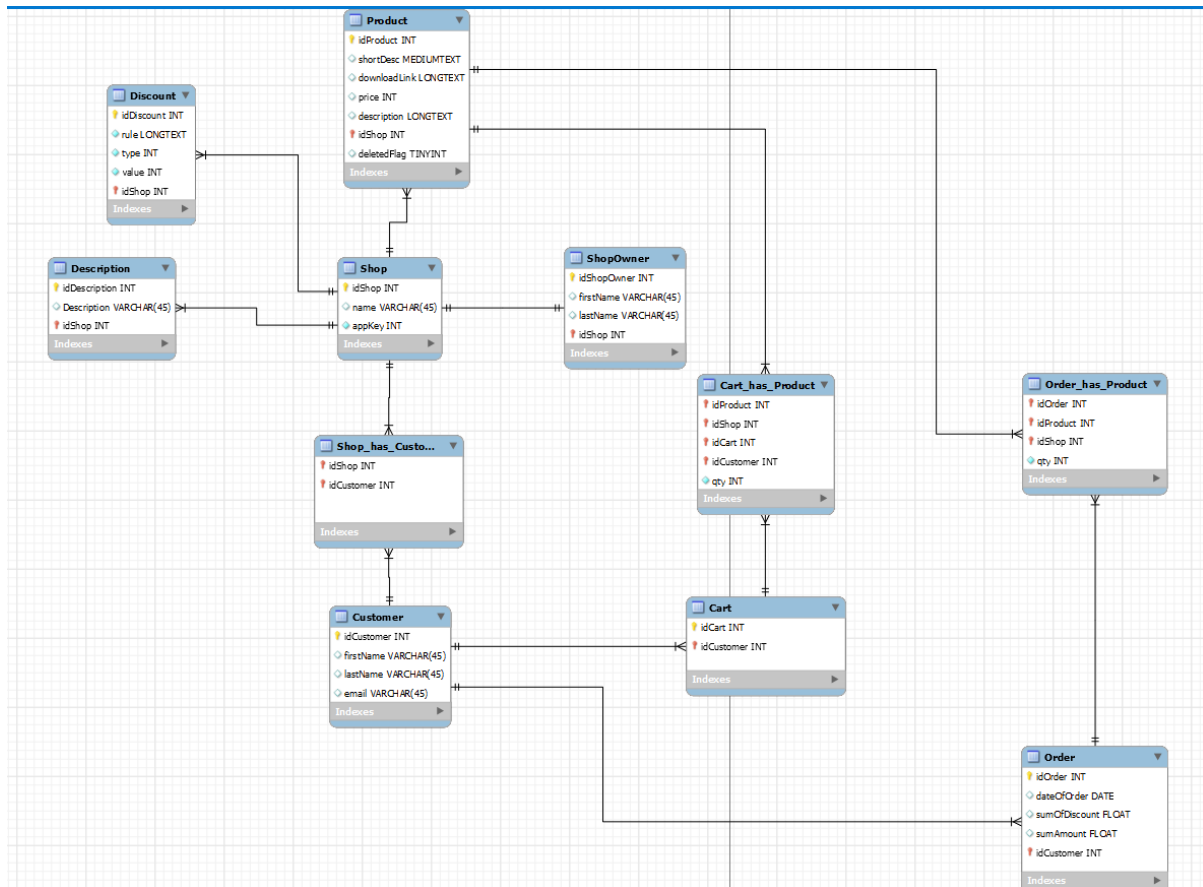 Product
idProduct INT
shortDesc MEDIUMTEXT
downloadLink LONGTEXT
price INT
description LONGTEXT
idShop INT
deletedFlag TINYINT
Indexes
Discount
idDiscount INT
rule LONGTEXT
type INT
value INT
idShop INT
Indexes
Description
idDescription INT
Description VARCHAR(45)
idShop INT
Indexes
Shop
idShop INT
name VARCHAR(45)
appKey INT
Indexes
ShopOwner
idShopOwner INT
firstName VARCHAR(45)
lastName VARCHAR(45)
idShop INT
Indexes
Shop_has_Custo...
idShop INT
idCustomer INT
Indexes
Cart_has_Product
idProduct INT
idShop INT
idCart INT
idCustomer INT
qty INT
Indexes
Order_has_Product
idOrder INT
idProduct INT
idShop INT
qty INT
Indexes
Customer
idCustomer INT
firstName VARCHAR(45)
lastName VARCHAR(45)
email VARCHAR(45)
Indexes
Cart
idCart INT
idCustomer INT
Indexes
Order
idOrder INT
dateOfOrder DATE
sumOfDiscount FLOAT
sumAmount FLOAT
idCustomer INT
Indexes